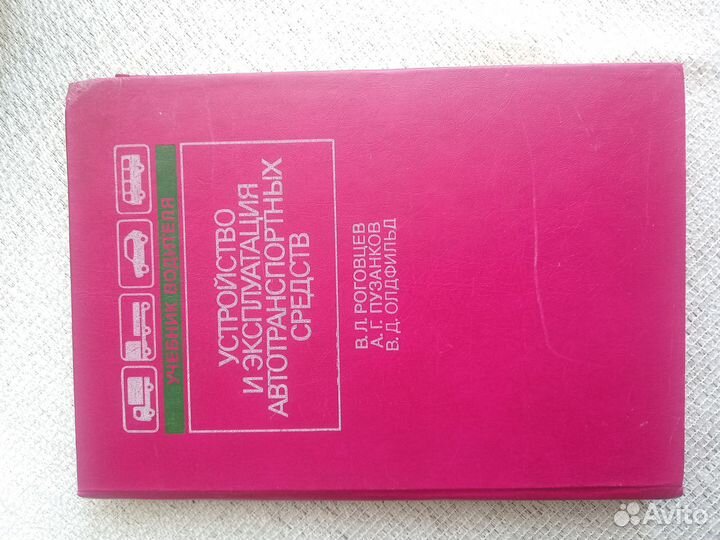 УЧЕБНИК ВОДИТЕЛЯ
УСТРОЙСТВО
И ЭКСПЛУАТАЦИЯ
АВТОТРАНСПОРТНЫХ
СРЕДСТВ
В. Л. РОГОВЦЕВ
А. Г. ПУЗАНКОВ
В. Д. ОЛДФИЛЬД
Avito